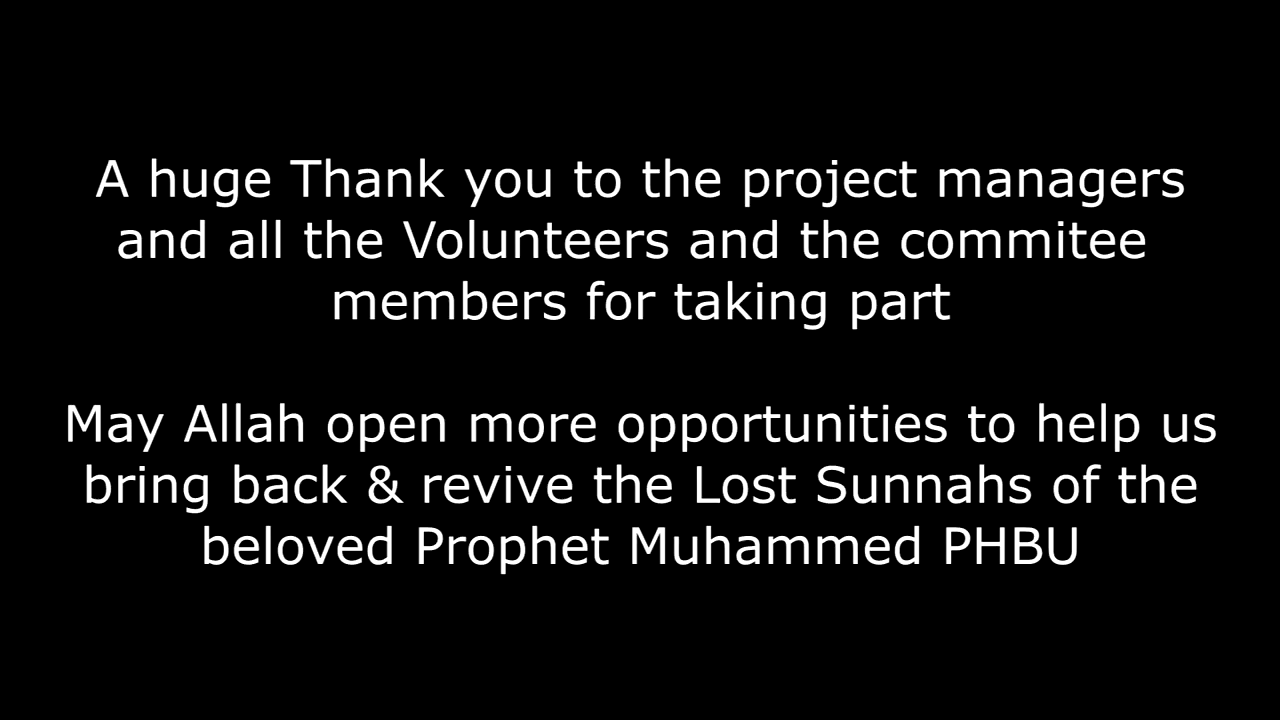 A huge Thank you to the project managers
and all the Volunteers and the commitee
members for taking part
May Allah open more opportunities to help us
bring back & revive the Lost Sunnahs of the
beloved Prophet Muhammed PHBU